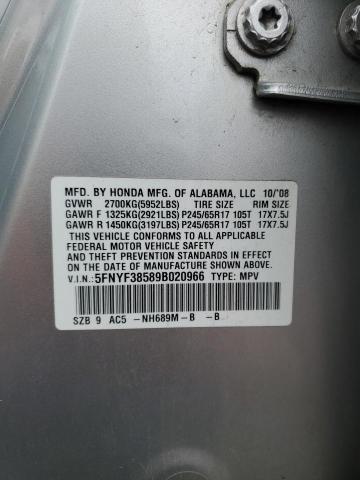 MFD. BY HONDA MFG. OF ALABAMA, LLC 10/'08
GVWR 2700KG(5952LBS) TIRE SIZE RIM SIZE
GAWR F 1325KG(2921LBS) P245/65R17 105T 17X7.5J
GAWR R 1450KG(3197LBS) P245/65R17 105T 17X7.5J
THIS VEHICLE CONFORMS TO ALL APPLICABLE
FEDERAL MOTOR VEHICLE SAFETY
STANDARDS IN EFFECT ON THE DATE OF
MANUFACTURE SHOWN ABOVE.
V.I.N.: 5FNYF38589B020966 TYPE: MPV
SZB 9 AC5 -NH689M-B -B